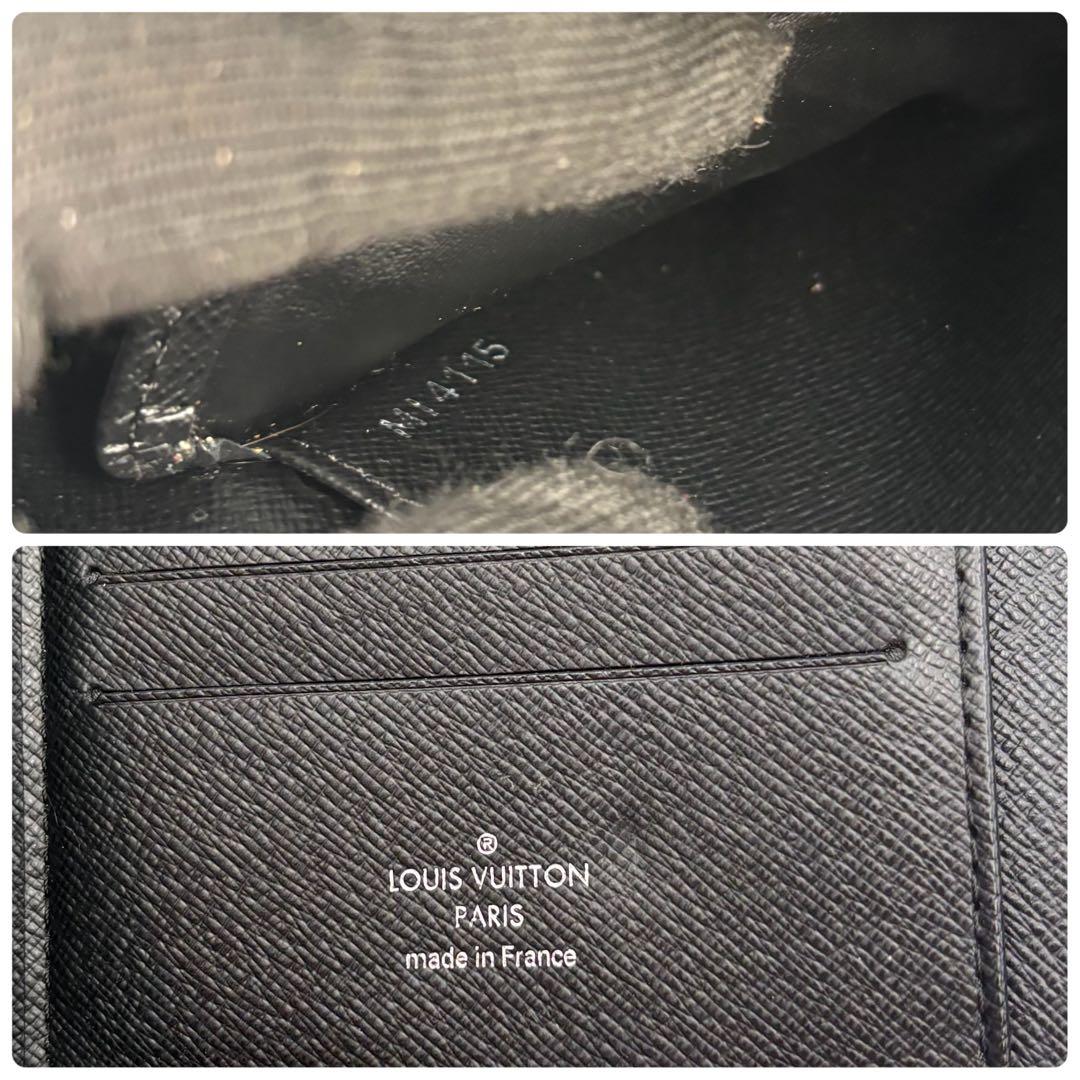 MI4115
®
LOUIS VUITTON
PARIS
made in France